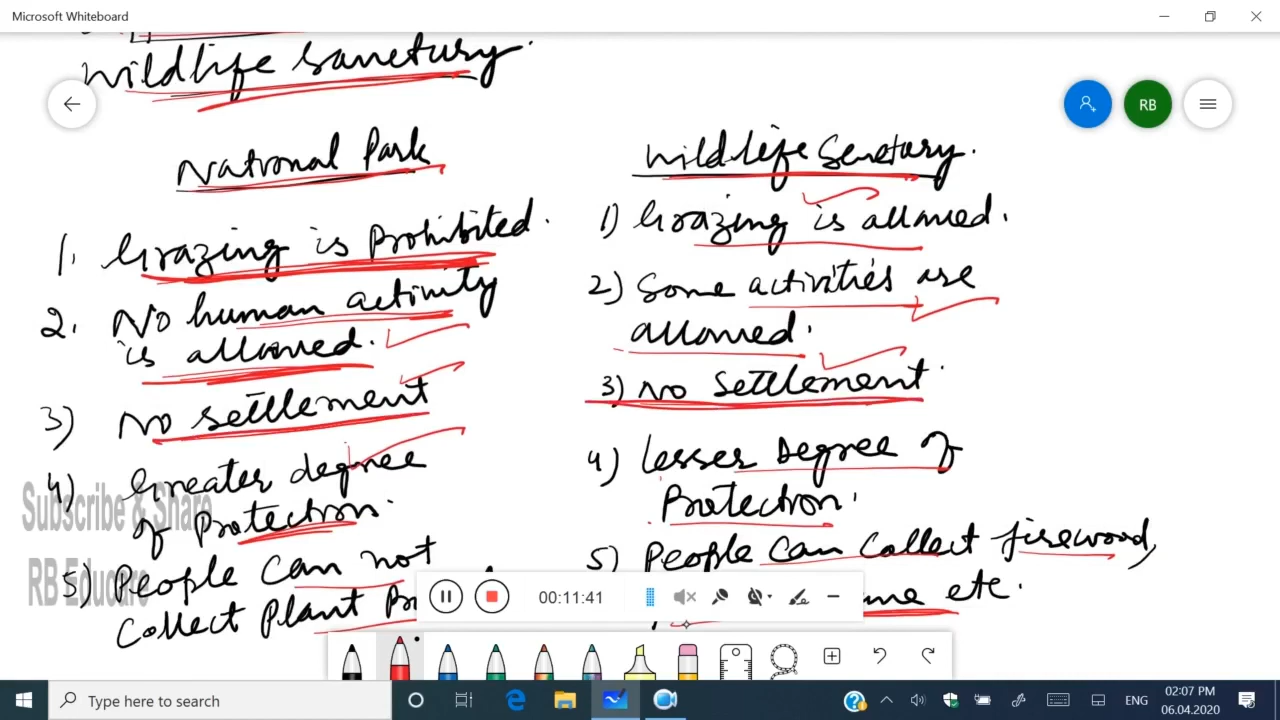 Microsoft Whiteboard
Wildlife Sanctury
RB
National Park
1. Grazing is Prohibited.
2. No human activity
is allowed.
3) No settlement
4) Greater degree
of Protection.
5) People Can not
Collect Plant
Wildlife Senctury.
1) Grazing is allowed.
2) Some activities are
allowed.
3) No Settlement
4) Lesser Degree of
Protection.
5) People Can Collect firewood,
etc.
Subscribe & Share
RB Educare
00:11:41
Type here to search
ENG
02:07 PM
06.04.2020